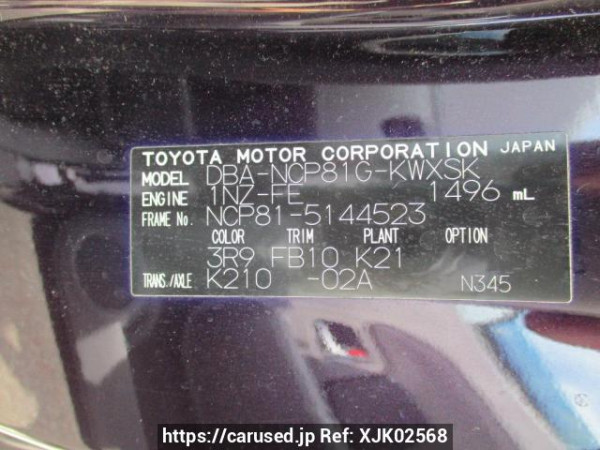 TOYOTA MOTOR CORPORATION JAPAN
MODEL DBA-NCP81G-KWXSK
ENGINE 1NZ-FE 1496 mL
FRAME No. NCP81-5144523
COLOR TRIM PLANT OPTION
3R9 FB10 K21
TRANS./AXLE K210 -02A N345
https://carused.jp Ref: XJK02568